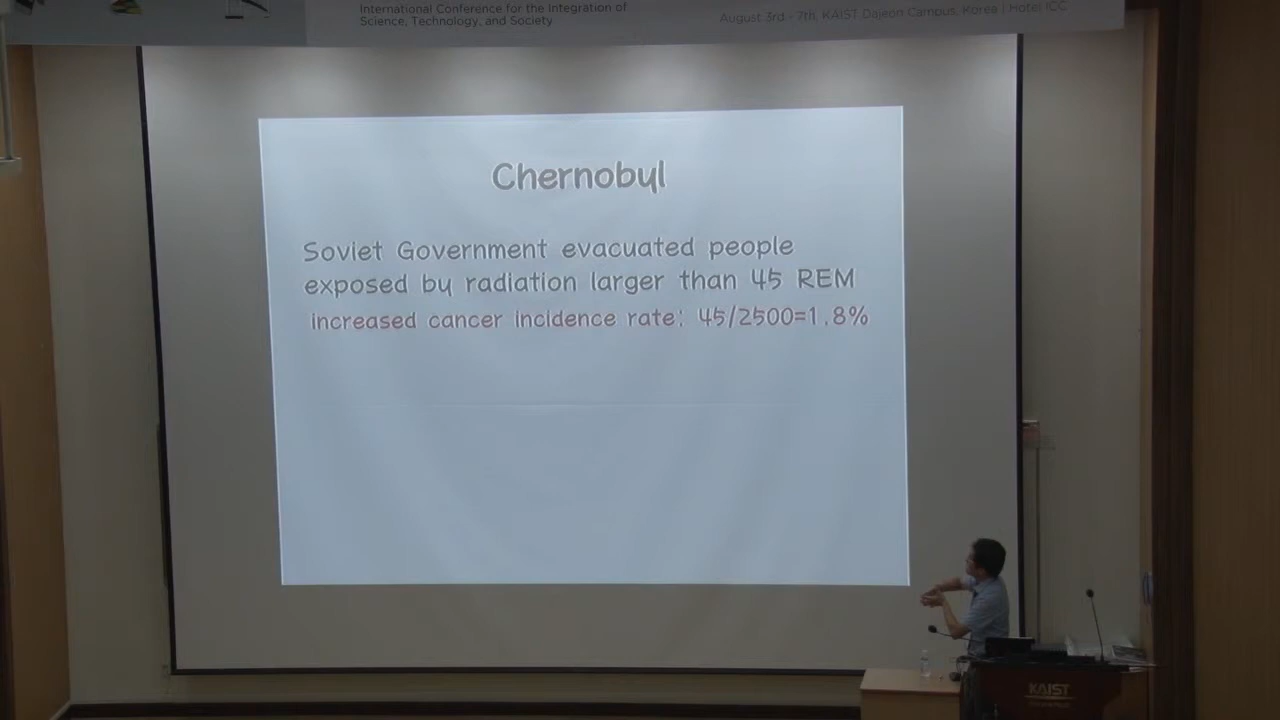 International Conference for the Integration of
Science, Technology, and Society
August 3rd - 7th, KAIST Dajeon Campus, Korea | Hotel ICC
Chernobyl
Soviet Government evacuated people
exposed by radiation larger than 45 REM
increased cancer incidence rate: 45/2500=1.8%
KAIST